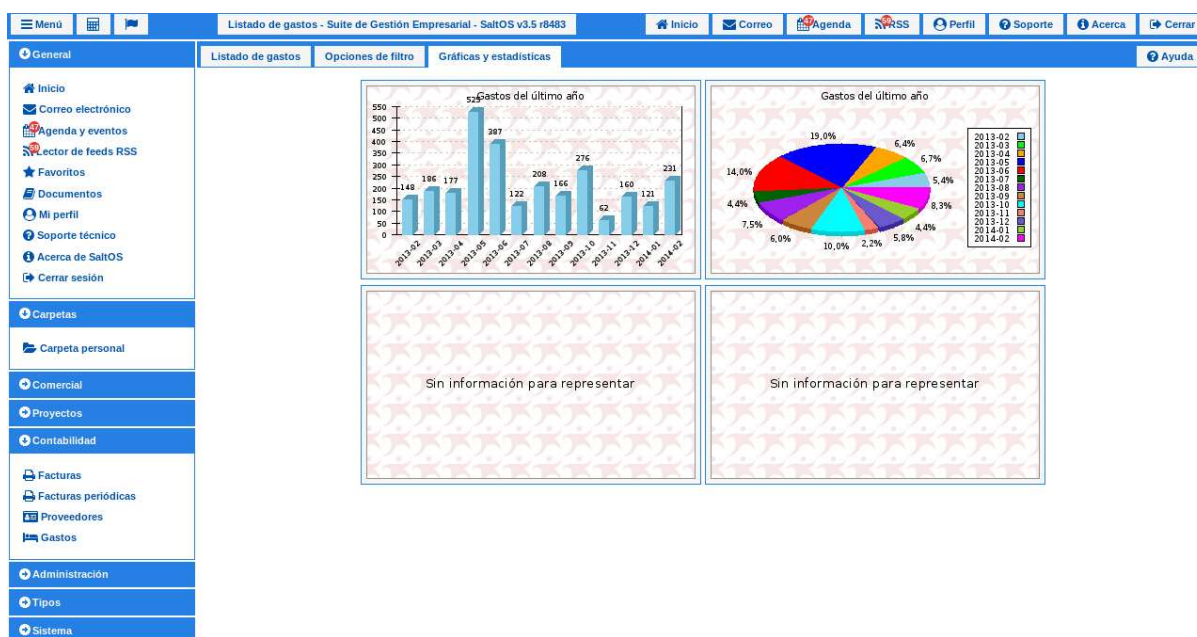 Menú
Listado de gastos - Suite de Gestión Empresarial - SaltOS v3.5 r8483
Inicio
Correo
47
Agenda
59
RSS
Perfil
Soporte
Acerca
Cerrar
General
Inicio
Correo electrónico
47
Agenda y eventos
59
Lector de feeds RSS
Favoritos
Documentos
Mi perfil
Soporte técnico
Acerca de SaltOS
Cerrar sesión
Carpetas
Carpeta personal
Comercial
Proyectos
Contabilidad
Facturas
Facturas periódicas
Proveedores
Gastos
Administración
Tipos
Sistema
Listado de gastos
Opciones de filtro
Gráficas y estadísticas
Ayuda
Gastos del último año
550
500
450
400
350
300
250
200
150
100
50
0
148
186
177
387
122
208
166
276
62
160
121
231
2013-02
2013-03
2013-04
2013-05
2013-06
2013-07
2013-08
2013-09
2013-10
2013-11
2013-12
2014-01
2014-02
Gastos del último año
19,0%
6,4%
6,7%
5,4%
8,3%
4,4%
5,8%
2,2%
10,0%
6,0%
7,5%
4,4%
14,0%
2013-02
2013-03
2013-04
2013-05
2013-06
2013-07
2013-08
2013-09
2013-10
2013-11
2013-12
2014-01
2014-02
Sin información para representar
Sin información para representar